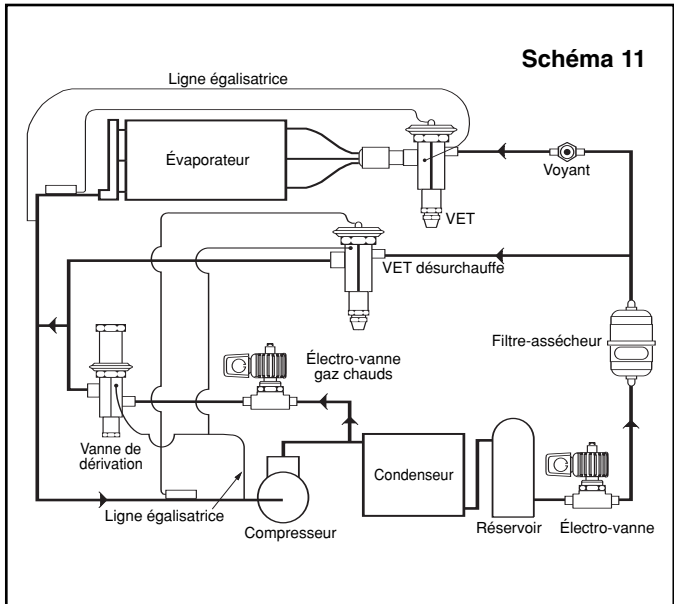 Schéma 11
Ligne égalisatrice
Évaporateur
Voyant
VET
VET désurchauffe
Filtre-assécheur
Électro-vanne
gaz chauds
Vanne de
dérivation
Condenseur
Ligne égalisatrice
Compresseur
Réservoir
Électro-vanne